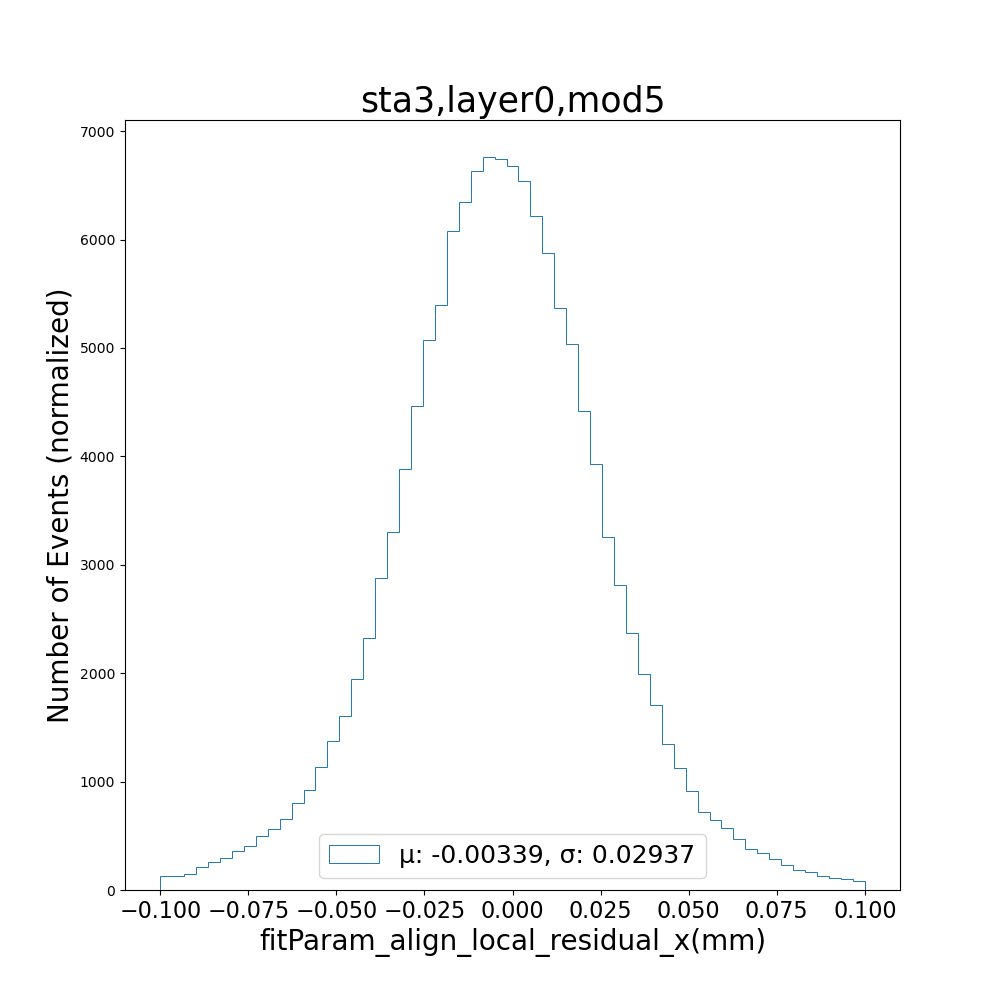 sta3,layer0,mod5
7000
6000
5000
4000
3000
2000
1000
0
Number of Events (normalized)
μ: -0.00339, σ: 0.02937
−0.100 −0.075 −0.050 −0.025 0.000 0.025 0.050 0.075 0.100
fitParam_align_local_residual_x(mm)